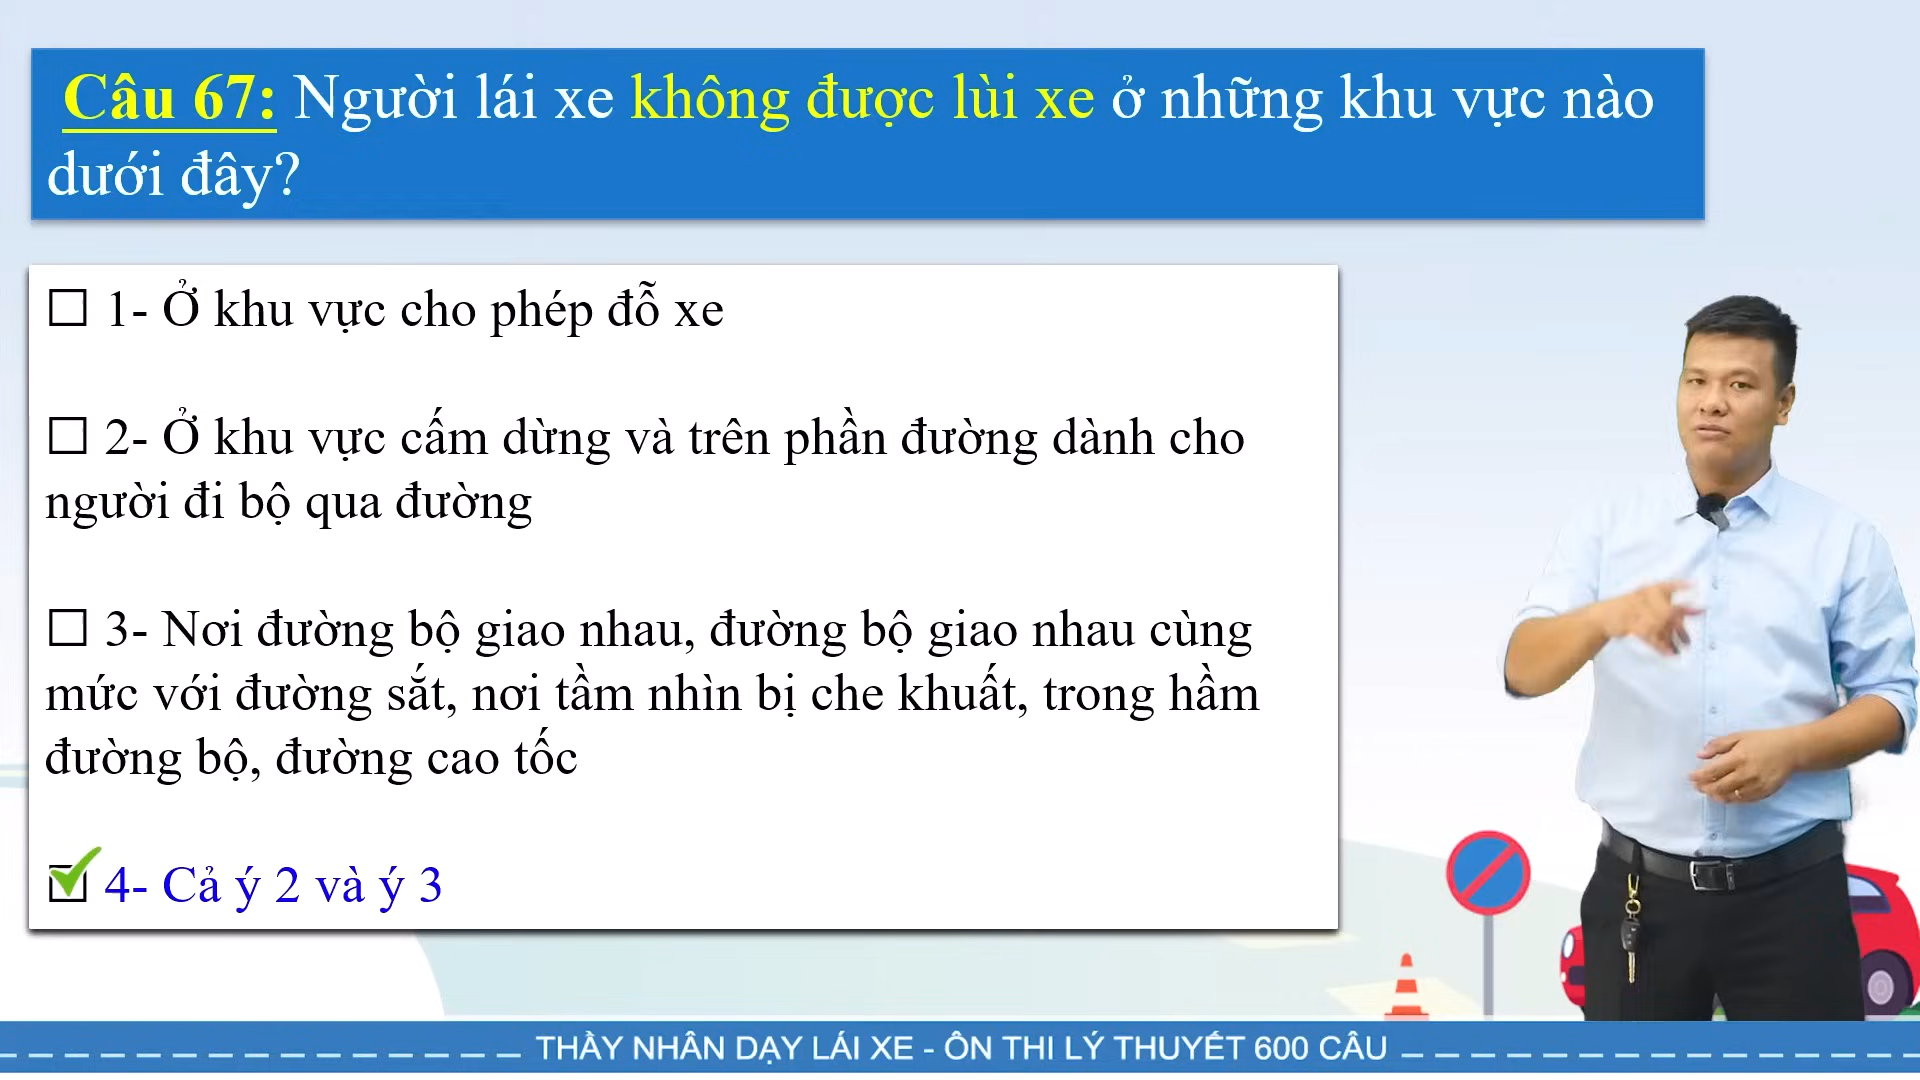 Câu 67: Người lái xe không được lùi xe ở những khu vực nào
dưới đây?
☐ 1- Ở khu vực cho phép đỗ xe
☐ 2- Ở khu vực cấm dừng và trên phần đường dành cho
người đi bộ qua đường
☐ 3- Nơi đường bộ giao nhau, đường bộ giao nhau cùng
mức với đường sắt, nơi tầm nhìn bị che khuất, trong hầm
đường bộ, đường cao tốc
☑ 4- Cả ý 2 và ý 3
THẦY NHÂN DẠY LÁI XE - ÔN THI LÝ THUYẾT 600 CÂU